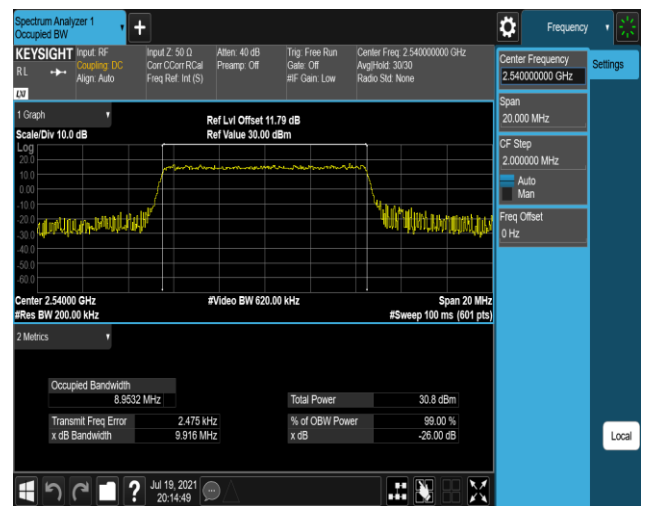 Spectrum Analyzer 1
Occupied BW
+
Frequency
KEYSIGHT
RL
LXI
Input: RF
Coupling: DC
Align: Auto
Input Z: 50 Ω
Corr CCorr RCal
Freq Ref: Int (S)
Atten: 40 dB
Preamp: Off
Trig: Free Run
Gate: Off
#IF Gain: Low
Center Freq: 2.540000000 GHz
Avg|Hold: 30/30
Radio Std: None
Center Frequency
2.540000000 GHz
Settings
Span
20.000 MHz
CF Step
2.000000 MHz
Auto
Man
Freq Offset
0 Hz
Local
1 Graph
Scale/Div 10.0 dB
Ref Lvl Offset 11.79 dB
Ref Value 30.00 dBm
Log
20.0
10.0
0.00
-10.0
-20.0
-30.0
-40.0
-50.0
-60.0
Center 2.54000 GHz
#Video BW 620.00 kHz
Span 20 MHz
#Res BW 200.00 kHz
#Sweep 100 ms (601 pts)
2 Metrics
Occupied Bandwidth
8.9532 MHz
Total Power 30.8 dBm
Transmit Freq Error 2.475 kHz
% of OBW Power 99.00 %
x dB Bandwidth 9.916 MHz
x dB -26.00 dB
?
Jul 19, 2021
20:14:49